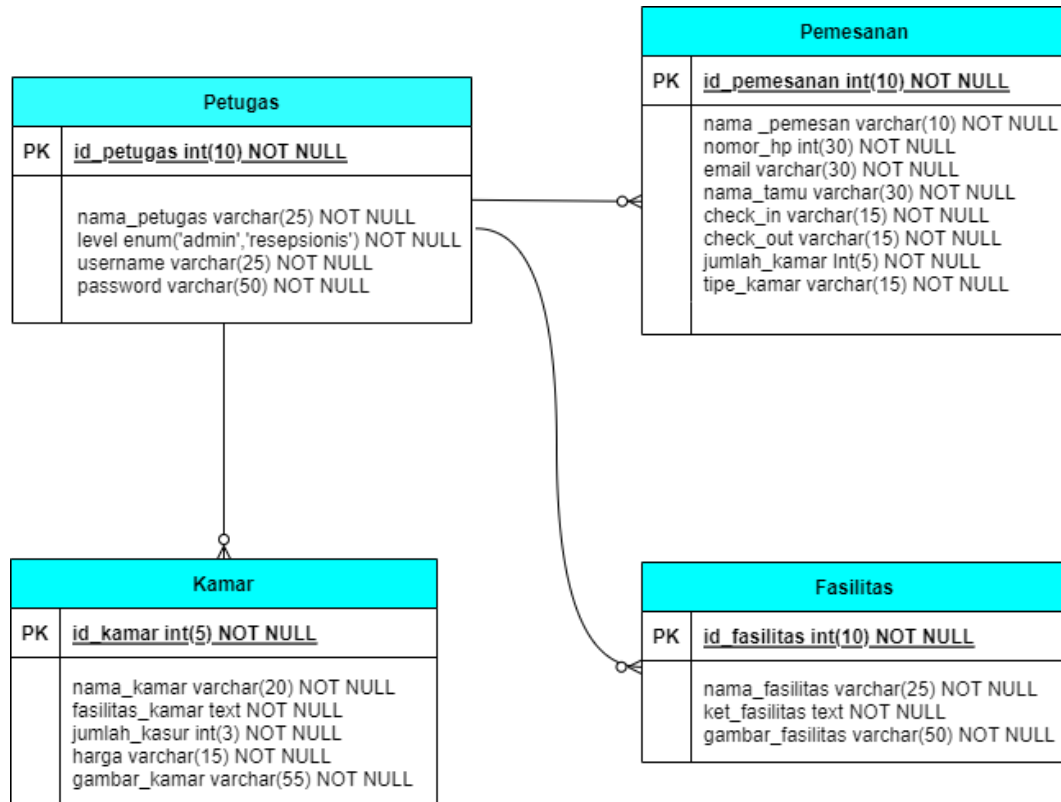 Petugas
PK id_petugas int(10) NOT NULL
nama_petugas varchar(25) NOT NULL
level enum('admin','resepsionis') NOT NULL
username varchar(25) NOT NULL
password varchar(50) NOT NULL
Pemesanan
PK id_pemesanan int(10) NOT NULL
nama _pemesan varchar(10) NOT NULL
nomor_hp int(30) NOT NULL
email varchar(30) NOT NULL
nama_tamu varchar(30) NOT NULL
check_in varchar(15) NOT NULL
check_out varchar(15) NOT NULL
jumlah_kamar Int(5) NOT NULL
tipe_kamar varchar(15) NOT NULL
Kamar
PK id_kamar int(5) NOT NULL
nama_kamar varchar(20) NOT NULL
fasilitas_kamar text NOT NULL
jumlah_kasur int(3) NOT NULL
harga varchar(15) NOT NULL
gambar_kamar varchar(55) NOT NULL
Fasilitas
PK id_fasilitas int(10) NOT NULL
nama_fasilitas varchar(25) NOT NULL
ket_fasilitas text NOT NULL
gambar_fasilitas varchar(50) NOT NULL